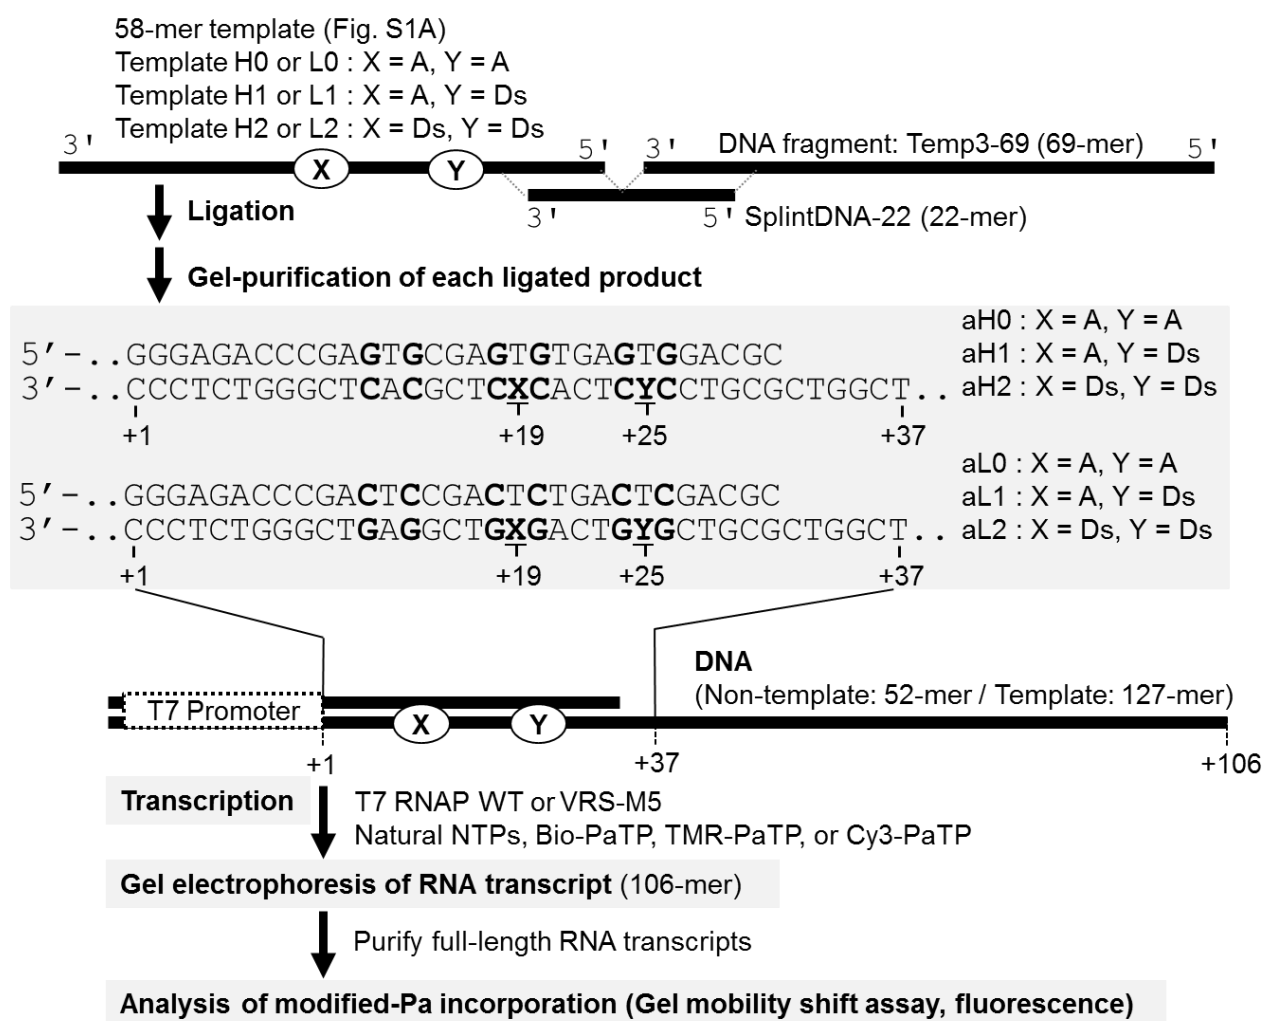 58-mer template (Fig. S1A)
Template H0 or L0 : X = A, Y = A
Template H1 or L1 : X = A, Y = Ds
Template H2 or L2 : X = Ds, Y = Ds
3' X Y 5' 3' DNA fragment: Temp3-69 (69-mer) 5'
3' 5' SplintDNA-22 (22-mer)
Ligation
Gel-purification of each ligated product
aH0 : X = A, Y = A
5′-..GGGAGACCCGAGTGCGAGTGTGAGTGGACGC
aH1 : X = A, Y = Ds
3′-..CCCTCTGGGCTCACGCTCXCACTCYCCTGCGCTGGCT..
aH2 : X = Ds, Y = Ds
+1 +19 +25 +37
aL0 : X = A, Y = A
5′-..GGGAGACCCGACTCCGACTCTGACTCGACGC
aL1 : X = A, Y = Ds
3′-..CCCTCTGGGCTGAGGCTGXGACTGYGCTGCGCTGGCT..
aL2 : X = Ds, Y = Ds
+1 +19 +25 +37
DNA
(Non-template: 52-mer / Template: 127-mer)
T7 Promoter X Y
+1 +37 +106
Transcription
T7 RNAP WT or VRS-M5
Natural NTPs, Bio-PaTP, TMR-PaTP, or Cy3-PaTP
Gel electrophoresis of RNA transcript (106-mer)
Purify full-length RNA transcripts
Analysis of modified-Pa incorporation (Gel mobility shift assay, fluorescence)